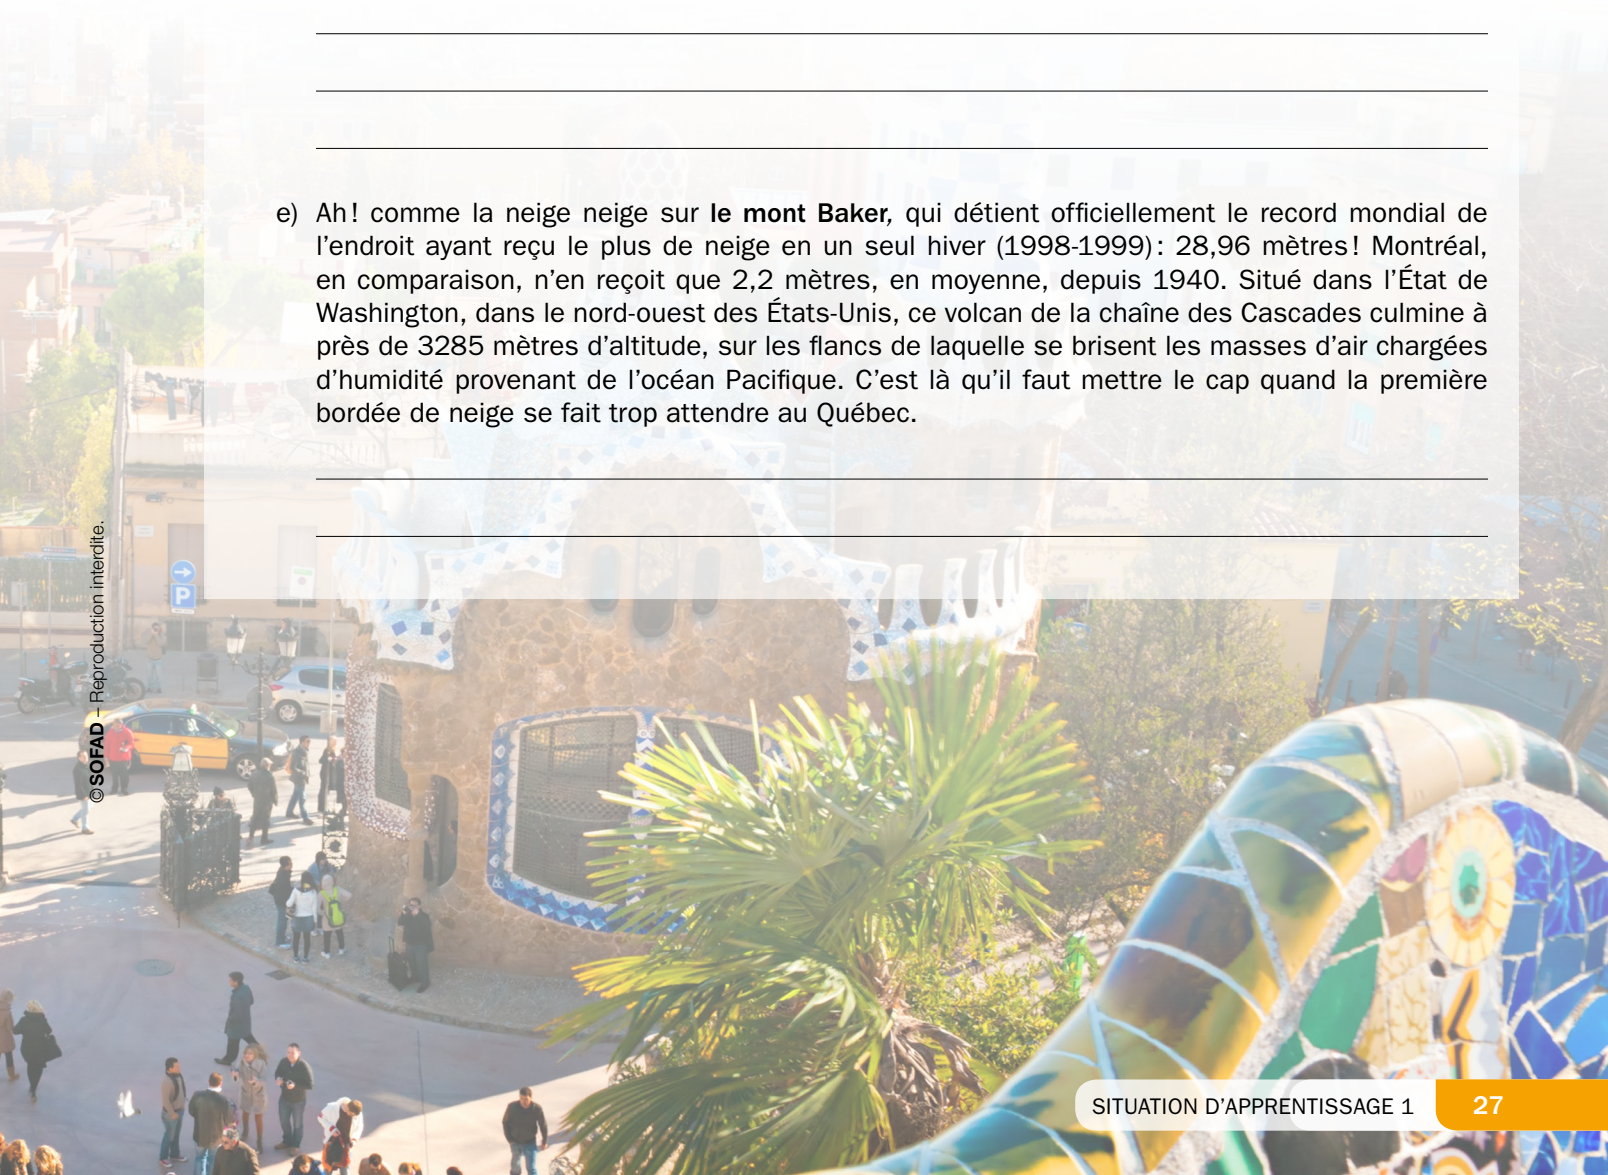 e) Ah! comme la neige neige sur le mont Baker, qui détient officiellement le record mondial de
l'endroit ayant reçu le plus de neige en un seul hiver (1998-1999): 28,96 mètres! Montréal,
en comparaison, n'en reçoit que 2,2 mètres, en moyenne, depuis 1940. Situé dans l'État de
Washington, dans le nord-ouest des États-Unis, ce volcan de la chaîne des Cascades culmine à
près de 3285 mètres d'altitude, sur les flancs de laquelle se brisent les masses d'air chargées
d'humidité provenant de l'océan Pacifique. C'est là qu'il faut mettre le cap quand la première
bordée de neige se fait trop attendre au Québec.
©SOFAD – Reproduction interdite.
P
SITUATION D'APPRENTISSAGE 1 27